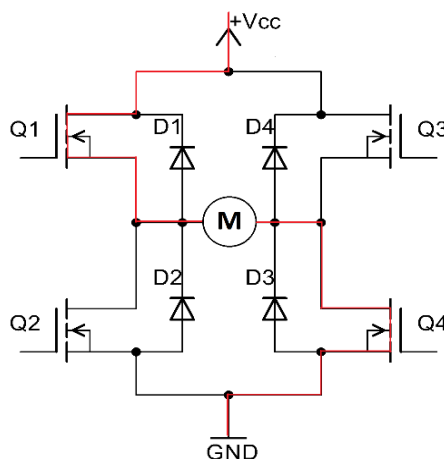 +Vcc
Q1 D1 D4 Q3
M
D2 D3
Q2 Q4
GND